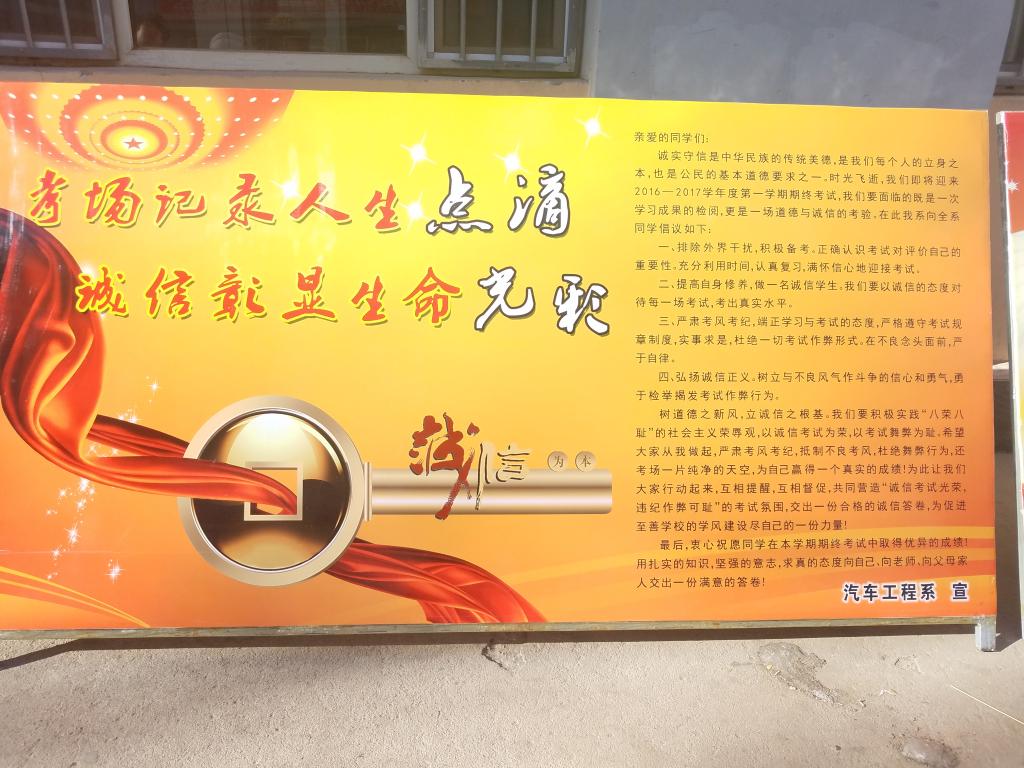 考场记录人生点滴
诚信彰显生命光彩
诚信为本
亲爱的同学们:
诚实守信是中华民族的传统美德,是我们每个人的立身之
本,也是公民的基本道德要求之一。时光飞逝,我们即将迎来
2016—2017学年度第一学期期终考试,我们要面临的既是一次
学习成果的检阅,更是一场道德与诚信的考验。在此我系向全系
同学倡议如下:
一、排除外界干扰,积极备考。正确认识考试对评价自己的
重要性。充分利用时间,认真复习,满怀信心地迎接考试。
二、提高自身修养,做一名诚信学生。我们要以诚信的态度对
待每一场考试,考出真实水平。
三、严肃考风考纪,端正学习与考试的态度,严格遵守考试规
章制度,实事求是,杜绝一切考试作弊形式。在不良念头面前,严
于自律。
四、弘扬诚信正义。树立与不良风气作斗争的信心和勇气,勇
于检举揭发考试作弊行为。
树道德之新风,立诚信之根基。我们要积极实践“八荣八
耻”的社会主义荣辱观,以诚信考试为荣,以考试舞弊为耻。希望
大家从我做起,严肃考风考纪,抵制不良考风,杜绝舞弊行为,还
考场一片纯净的天空,为自己赢得一个真实的成绩!为此让我们
大家行动起来,互相提醒,互相督促,共同营造“诚信考试光荣,
违纪作弊可耻”的考试氛围,交出一份合格的诚信答卷,为促进
至善学校的学风建设尽自己的一份力量!
最后,衷心祝愿同学在本学期期终考试中取得优异的成绩!
用扎实的知识,坚强的意志,求真的态度向自己、向老师、向父母家
人交出一份满意的答卷!
汽车工程系 宣